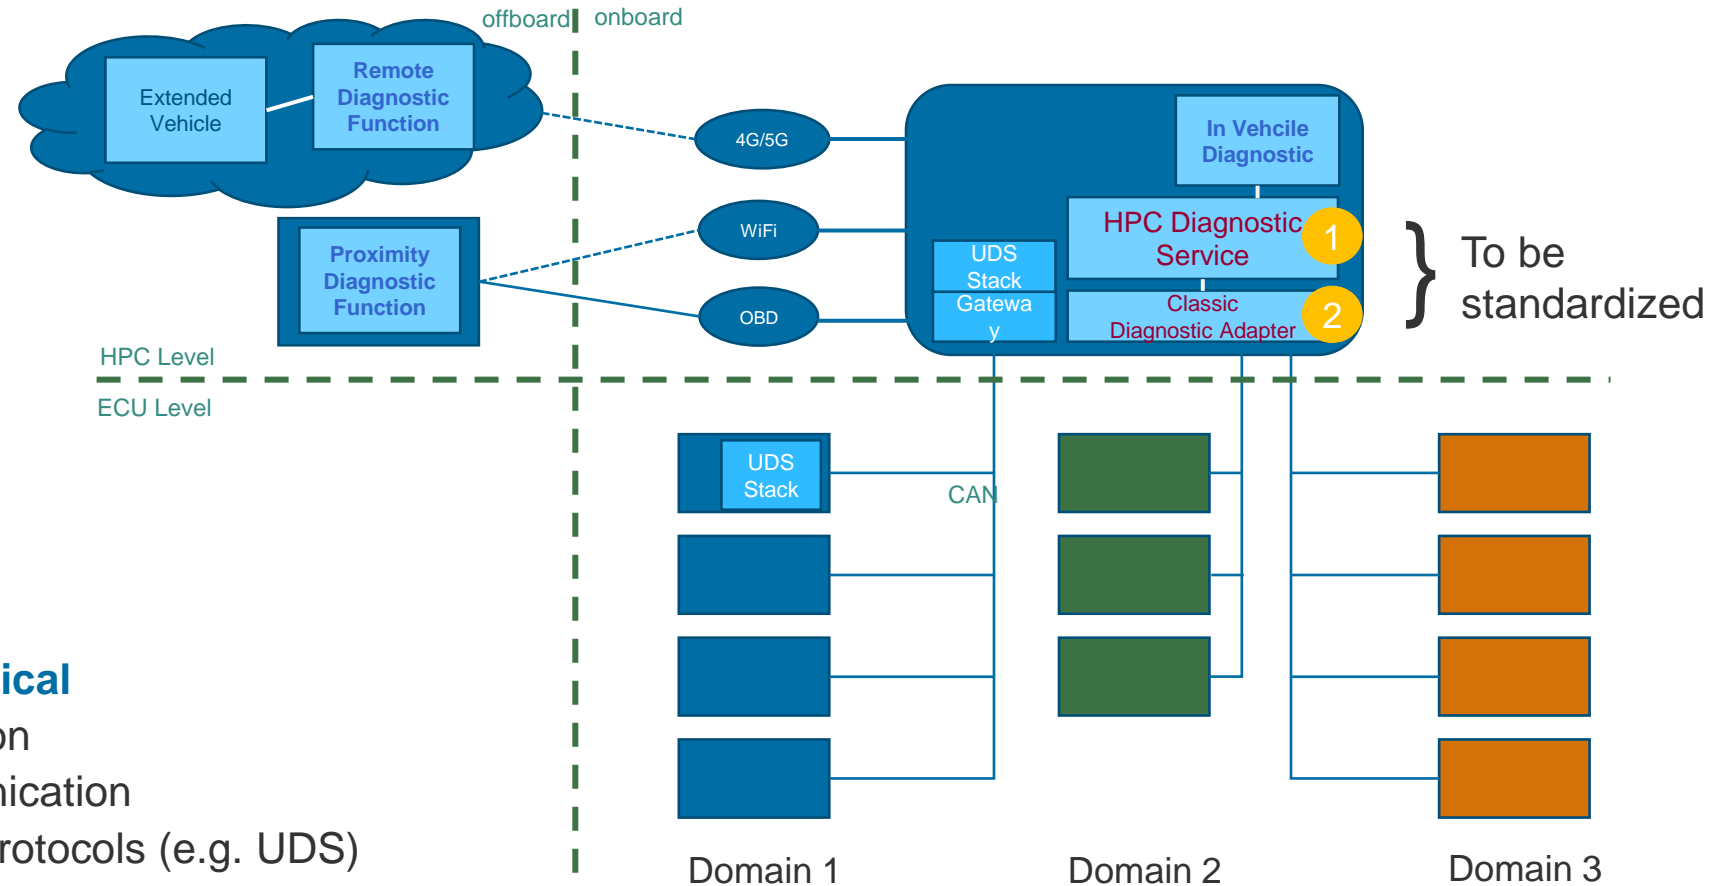 offboard
onboard
Extended
Vehicle
Remote
Diagnostic
Function
4G/5G
In Vehcile
Diagnostic
WiFi
HPC Diagnostic
Service
1
UDS
Stack
Gatewa
y
Classic
Diagnostic Adapter
2
} To be
standardized
Proximity
Diagnostic
Function
OBD
HPC Level
ECU Level
UDS
Stack
CAN
ical
on
nication
rotocols (e.g. UDS)
Domain 1
Domain 2
Domain 3